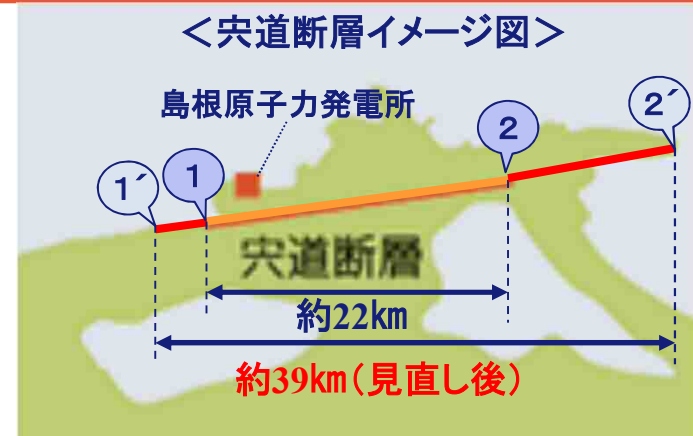 ＜宍道断層イメージ図＞
島根原子力発電所
2´
2
1
1´
宍道断層
約22㎞
約39㎞（見直し後）